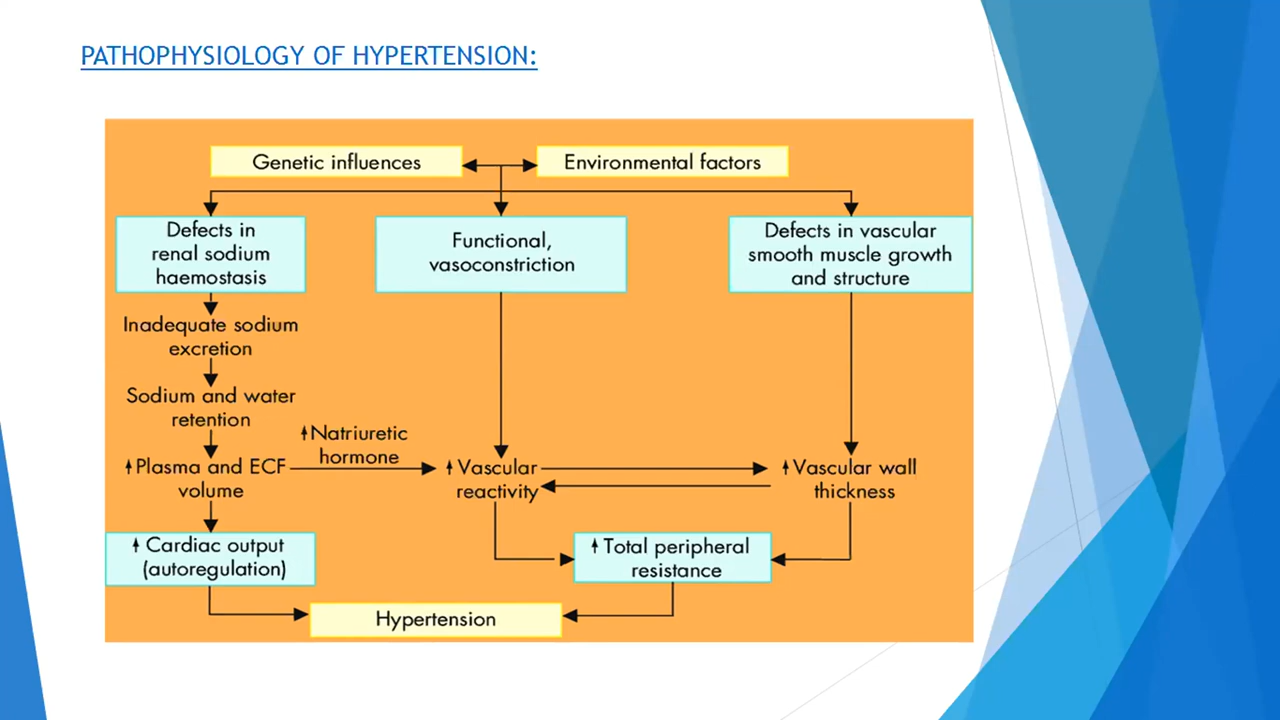 PATHOPHYSIOLOGY OF HYPERTENSION:
Genetic influences
Environmental factors
Defects in
renal sodium
haemostasis
Functional,
vasoconstriction
Defects in vascular
smooth muscle growth
and structure
Inadequate sodium
excretion
Sodium and water
retention
↑Natriuretic
hormone
↑Plasma and ECF
volume
↑Vascular
reactivity
↑Vascular wall
thickness
↑Cardiac output
(autoregulation)
↑Total peripheral
resistance
Hypertension